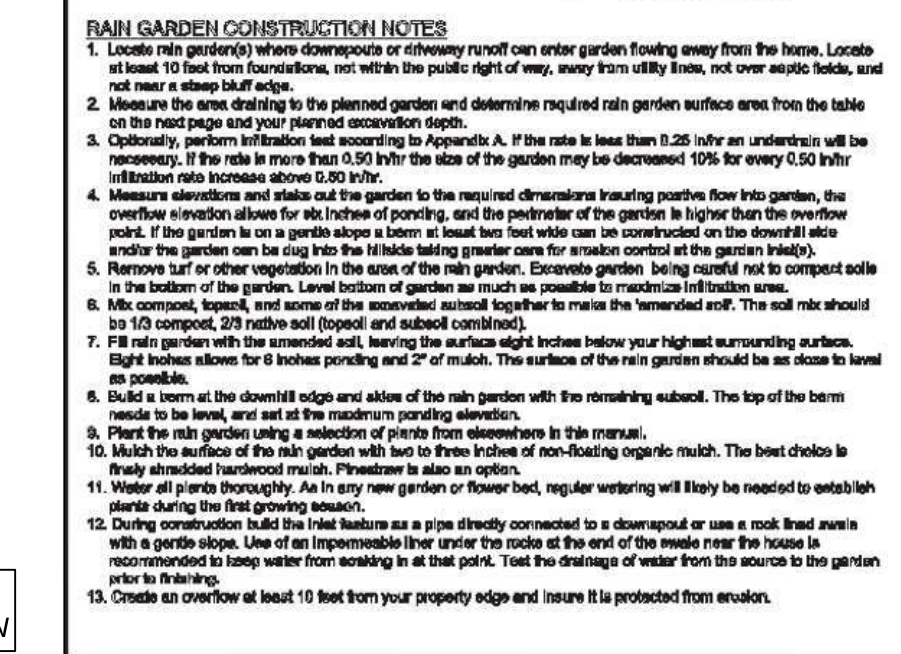 RAIN GARDEN CONSTRUCTION NOTES
1. Locate rain garden(s) where downspouts or driveway runoff can enter garden flowing away from the home. Locate
at least 10 feet from foundations, not within the public right of way, away from utility lines, not over septic fields, and
not near a steep bluff edge.
2. Measure the area draining to the planned garden and determine required rain garden surface area from the table
on the next page and your planned excavation depth.
3. Optionally, perform infiltration test according to Appendix A. If the rate is less than 0.25 in/hr an underdrain will be
necessary. If the rate is more than 0.50 in/hr the size of the garden may be decreased 10% for every 0.50 in/hr
infiltration rate increase above 0.50 in/hr.
4. Measure elevations and stake out the garden to the required dimensions insuring positive flow into garden, the
overflow elevation allows for six inches of ponding, and the perimeter of the garden is higher than the overflow
point. If the garden is on a gentle slope a berm at least two feet wide can be constructed on the downhill side
and/or the garden can be dug into the hillside taking greater care for erosion control at the garden inlet(s).
5. Remove turf or other vegetation in the area of the rain garden. Excavate garden being careful not to compact soils
in the bottom of the garden. Level bottom of garden as much as possible to maximize infiltration area.
6. Mix compost, topsoil, and some of the excavated subsoil together to make the 'amended soil'. The soil mix should
be 1/3 compost, 2/3 native soil (topsoil and subsoil combined).
7. Fill rain garden with the amended soil, leaving the surface eight inches below your highest surrounding surface.
Eight inches allows for 6 inches ponding and 2" of mulch. The surface of the rain garden should be as close to level
as possible.
8. Build a berm at the downhill edge and sides of the rain garden with the remaining subsoil. The top of the berm
needs to be level, and set at the maximum ponding elevation.
9. Plant the rain garden using a selection of plants from elsewhere in this manual.
10. Mulch the surface of the rain garden with two to three inches of non-floating organic mulch. The best choice is
finely shredded hardwood mulch. Pinestraw is also an option.
11. Water all plants thoroughly. As in any new garden or flower bed, regular watering will likely be needed to establish
plants during the first growing season.
12. During construction build the inlet feature as a pipe directly connected to a downspout or use a rock lined swale
with a gentle slope. Use of an impermeable liner under the rocks at the end of the swale near the house is
recommended to keep water from soaking in at that point. Test the drainage of water from the source to the garden
prior to finishing.
13. Create an overflow at least 10 feet from your property edge and insure it is protected from erosion.